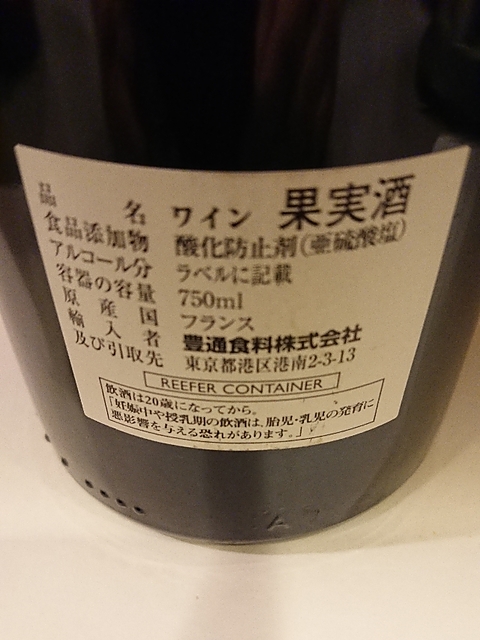 品名 ワイン 果実酒
食品添加物 酸化防止剤(亜硫酸塩)
アルコール分 ラベルに記載
容器の容量 750ml
原産国 フランス
輸入者 豊通食料株式会社
及び引取先 東京都港区港南2-3-13
REEFER CONTAINER
飲酒は20歳になってから。
「妊娠中や授乳期の飲酒は、胎児・乳児の発育に
悪影響を与える恐れがあります。」